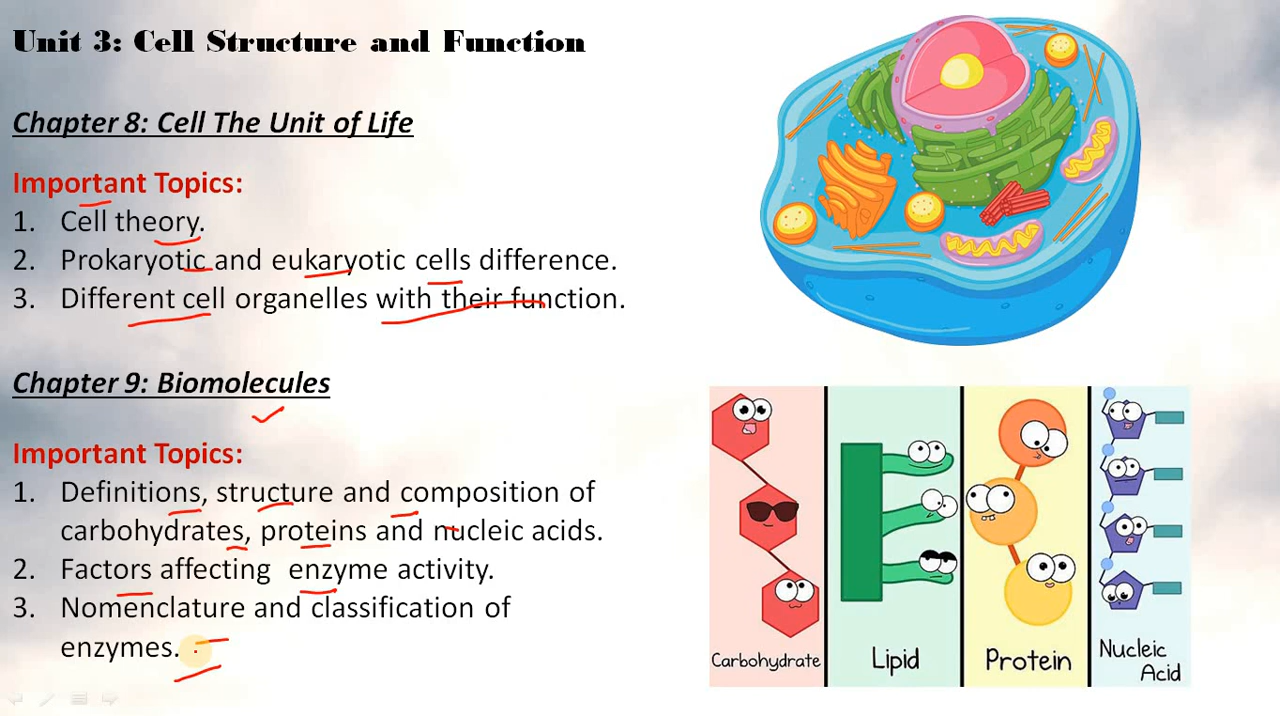 Unit 3: Cell Structure and Function
Chapter 8: Cell The Unit of Life
Important Topics:
1. Cell theory.
2. Prokaryotic and eukaryotic cells difference.
3. Different cell organelles with their function.
Chapter 9: Biomolecules
Important Topics:
1. Definitions, structure and composition of
carbohydrates, proteins and nucleic acids.
2. Factors affecting enzyme activity.
3. Nomenclature and classification of
enzymes.
Carbohydrate
Lipid
Protein
Nucleic
Acid